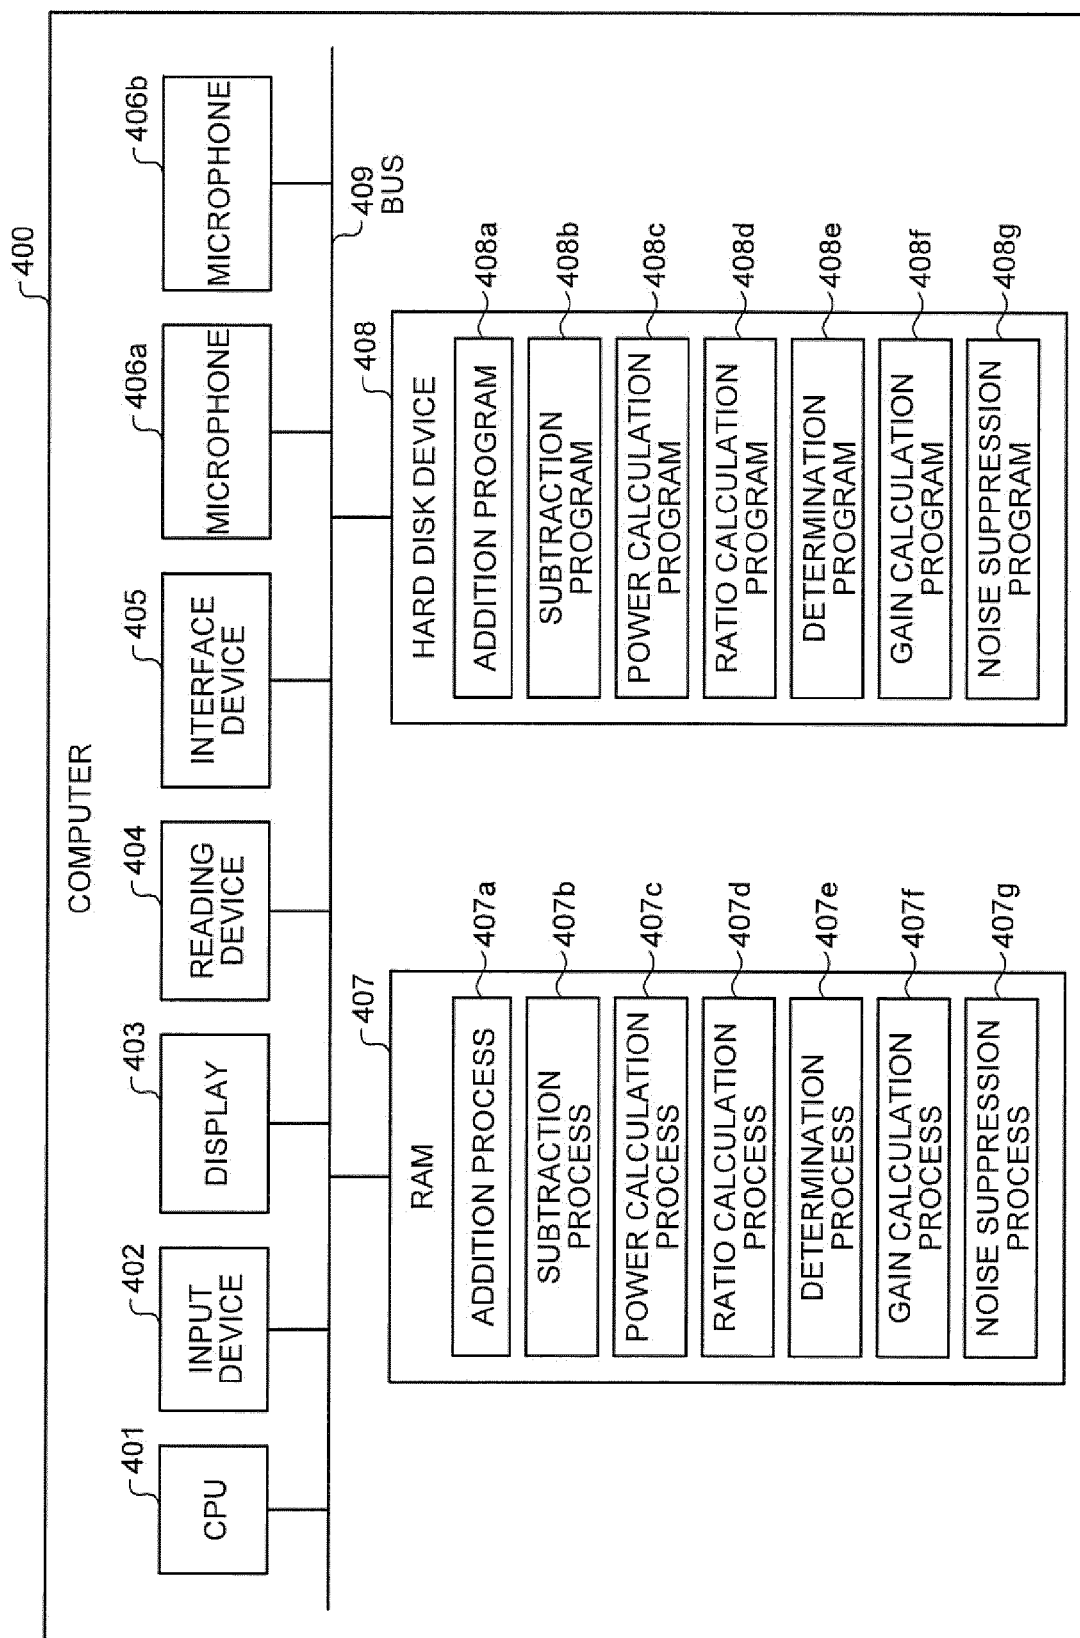 400
COMPUTER
401
CPU
402
INPUT
DEVICE
403
DISPLAY
404
READING
DEVICE
405
INTERFACE
DEVICE
406a
MICROPHONE
406b
MICROPHONE
409
BUS
407
RAM
ADDITION PROCESS
407a
SUBTRACTION
PROCESS
407b
POWER CALCULATION
PROCESS
407c
RATIO CALCULATION
PROCESS
407d
DETERMINATION
PROCESS
407e
GAIN CALCULATION
PROCESS
407f
NOISE SUPPRESSION
PROCESS
407g
408
HARD DISK DEVICE
ADDITION PROGRAM
408a
SUBTRACTION
PROGRAM
408b
POWER CALCULATION
PROGRAM
408c
RATIO CALCULATION
PROGRAM
408d
DETERMINATION
PROGRAM
408e
GAIN CALCULATION
PROGRAM
408f
NOISE SUPPRESSION
PROGRAM
408g